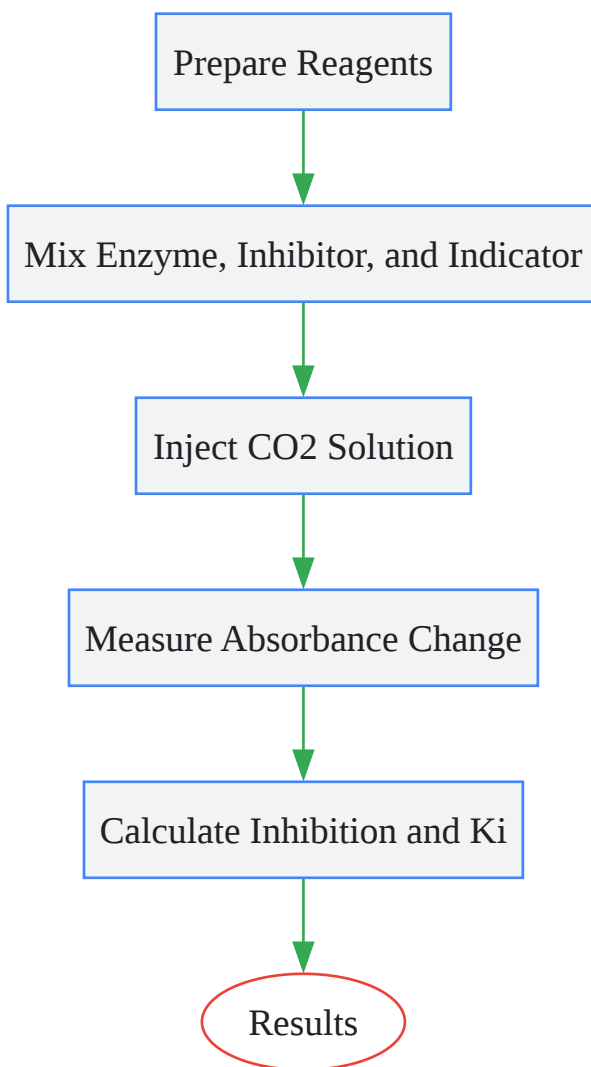 Prepare Reagents
Mix Enzyme, Inhibitor, and Indicator
Inject CO2 Solution
Measure Absorbance Change
Calculate Inhibition and Ki
Results